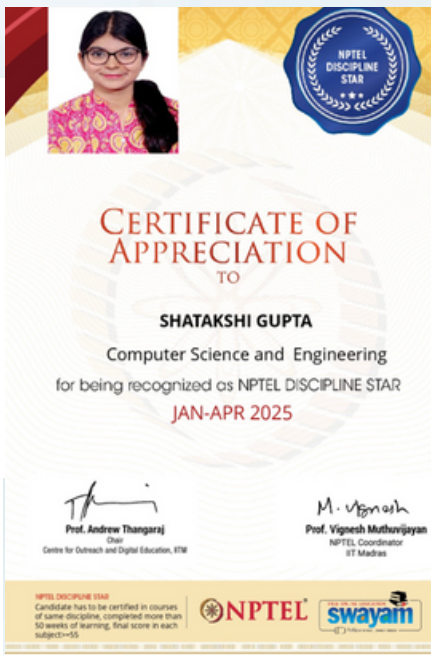 NPTEL
DISCIPLINE
STAR
CERTIFICATE OF
APPRECIATION
TO
SHATAKSHI GUPTA
Computer Science and Engineering
for being recognized as NPTEL DISCIPLINE STAR
JAN-APR 2025
Prof. Andrew Thangaraj
Chair
Centre for Outreach and Digital Education, IITM
M. Vignesh
Prof. Vignesh Muthuvijayan
NPTEL Coordinator
IIT Madras
NPTEL DISCIPLINE STAR
Candidate has to be certified in courses
of same discipline, completed more than
50 weeks of learning, final score in each
subject>=55
NPTEL
swayam